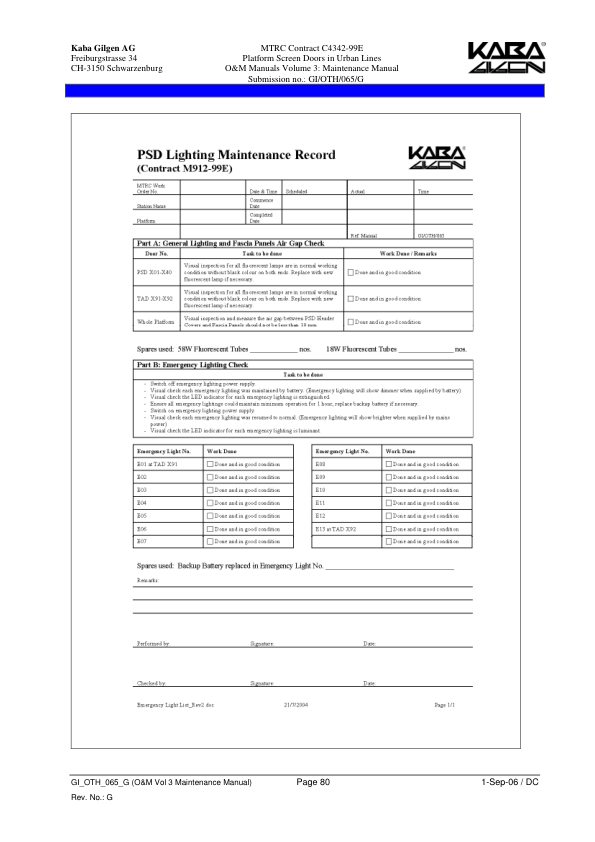 Kaba Gilgen AG
Freiburgstrasse 34
CH-3150 Schwarzenburg
MTRC Contract C4342-99E
Platform Screen Doors in Urban Lines
O&M Manuals Volume 3: Maintenance Manual
Submission no.: GI/OTH/065/G
KABA
GILGEN
PSD Lighting Maintenance Record
(Contract M912-99E)
KABA
GILGEN
MTRC Work
Order No
Date & Time Scheduled Actual Time
Station Name Commence
Date
Platform Completed
Date
Ref. Manual GI/OTH/065
Part A: General Lighting and Fascia Panels Air Gap Check
Door No. Task to be done Work Done / Remarks
PSD X01-X40 Visual inspection for all fluorescent lamps are in normal working
condition without black colour on both ends. Replace with new
fluorescent lamp if necessary.
Done and in good condition
TAD X91-X92 Visual inspection for all fluorescent lamps are in normal working
condition without black colour on both ends. Replace with new
fluorescent lamp if necessary.
Done and in good condition
Whole Platform Visual inspection and measure the air gap between PSD Header
Covers and Fascia Panels should not be less than 10 mm.
Done and in good condition
Spares used: 58W Fluorescent Tubes ____________ nos. 18W Fluorescent Tubes ____________ nos.
Part B: Emergency Lighting Check
Task to be done
- Switch off emergency lighting power supply.
- Visual check each emergency lighting was maintained by battery. (Emergency lighting will show dimmer when supplied by battery)
- Visual check the LED indicator for each emergency lighting is extinguished.
- Ensure all emergency lightings could maintain minimum operation for 1 hour, replace backup battery if necessary.
- Switch on emergency lighting power supply.
- Visual check each emergency lighting was resumed to normal. (Emergency lighting will show brighter when supplied by mains
power)
- Visual check the LED indicator for each emergency lighting is luminant
Emergency Light No. Work Done Emergency Light No. Work Done
E01 at TAD X91 Done and in good condition E08 Done and in good condition
E02 Done and in good condition E09 Done and in good condition
E03 Done and in good condition E10 Done and in good condition
E04 Done and in good condition E11 Done and in good condition
E05 Done and in good condition E12 Done and in good condition
E06 Done and in good condition E13 at TAD X92 Done and in good condition
E07 Done and in good condition Done and in good condition
Spares used: Backup Battery replaced in Emergency Light No. ____________
Remarks:
Performed by: Signature: Date:
Checked by: Signature: Date:
Emergency Light List_Rev2.doc 21/7/2004 Page 1/1
GI_OTH_065_G (O&M Vol 3 Maintenance Manual) Page 80 1-Sep-06 / DC
Rev. No.: G